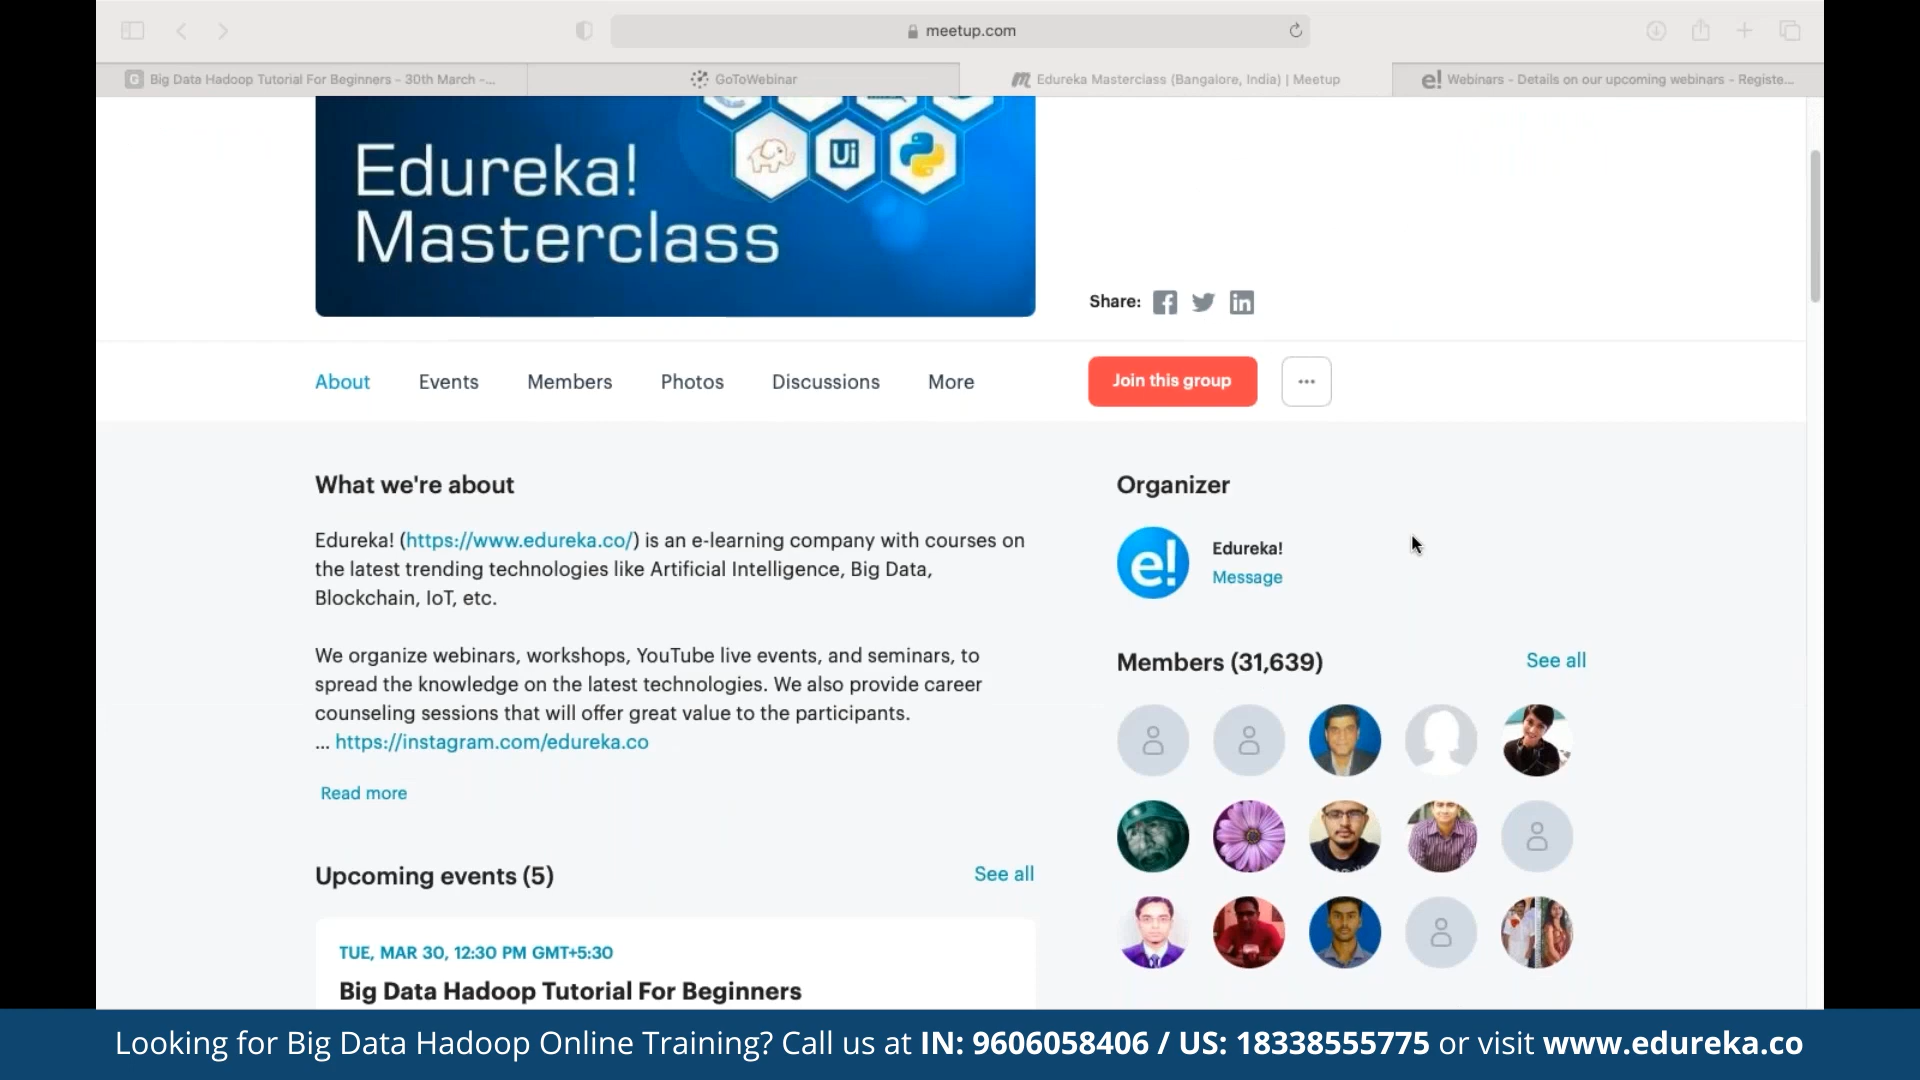 meetup.com
Big Data Hadoop Tutorial For Beginners - 30th March -...
GoToWebinar
Edureka Masterclass (Bangalore, India) | Meetup
e! Webinars - Details on our upcoming webinars - Registe...
Ui
Edureka!
Masterclass
Share:
About
Events
Members
Photos
Discussions
More
Join this group
What we're about
Edureka! (https://www.edureka.co/) is an e-learning company with courses on
the latest trending technologies like Artificial Intelligence, Big Data,
Blockchain, IoT, etc.
We organize webinars, workshops, YouTube live events, and seminars, to
spread the knowledge on the latest technologies. We also provide career
counseling sessions that will offer great value to the participants.
... https://instagram.com/edureka.co
Read more
Organizer
e!
Edureka!
Message
Members (31,639)
See all
Upcoming events (5)
See all
TUE, MAR 30, 12:30 PM GMT+5:30
Big Data Hadoop Tutorial For Beginners
Looking for Big Data Hadoop Online Training? Call us at IN: 9606058406 / US: 18338555775 or visit www.edureka.co